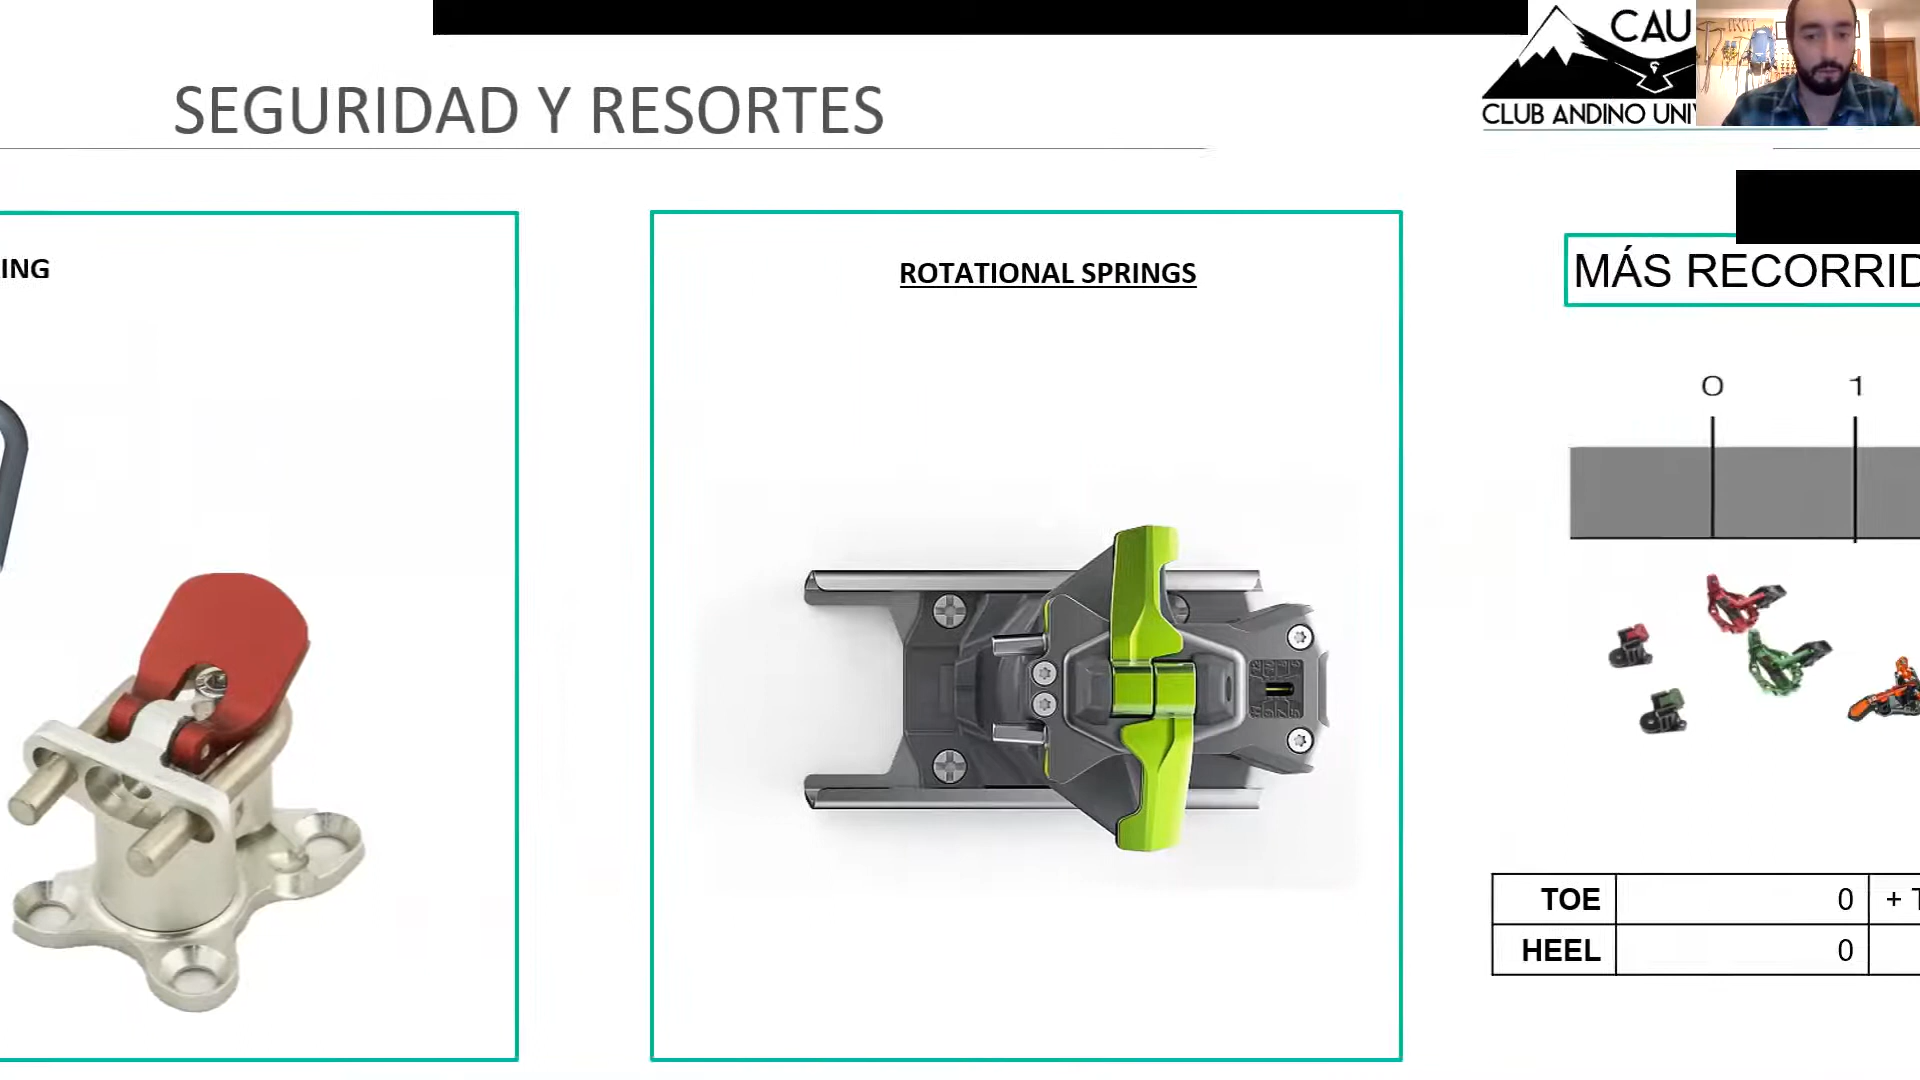 CAU
CLUB ANDINO UNI
SEGURIDAD Y RESORTES
ING
ROTATIONAL SPRINGS
MÁS RECORRID
0 1
TOE 0 + T
HEEL 0